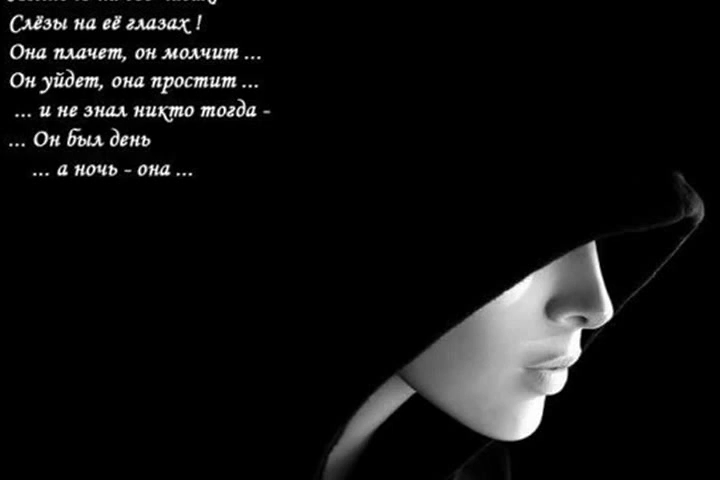 Слёзы на её глазах !
Она плачет, он молчит ...
Он уйдет, она простит ...
... и не знал никто тогда -
... Он был день
... а ночь - она ...